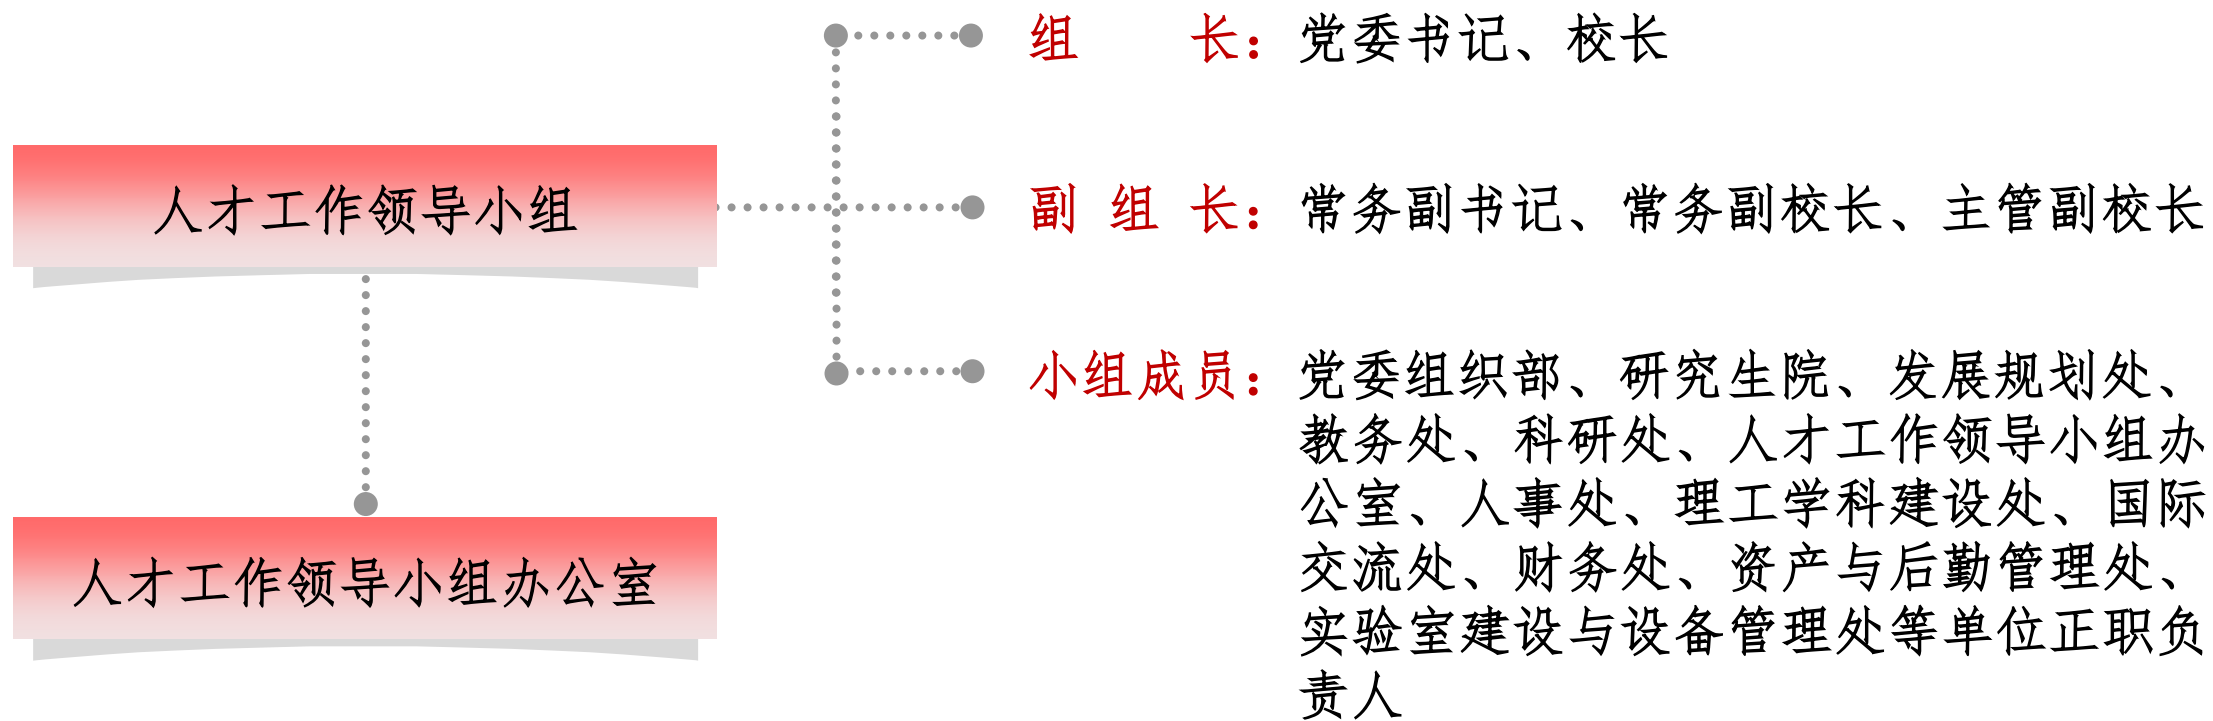 组 长：党委书记、校长
人才工作领导小组
副 组 长：常务副书记、常务副校长、主管副校长
小组成员：党委组织部、研究生院、发展规划处、
教务处、科研处、人才工作领导小组办
公室、人事处、理工学科建设处、国际
交流处、财务处、资产与后勤管理处、
实验室建设与设备管理处等单位正职负
责人
人才工作领导小组办公室